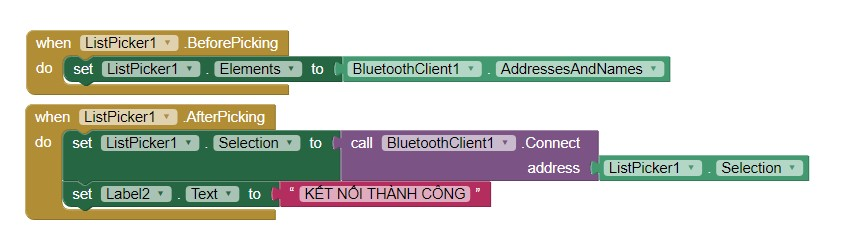 when ListPicker1 .BeforePicking
do set ListPicker1 . Elements to BluetoothClient1 . AddressesAndNames
when ListPicker1 .AfterPicking
do set ListPicker1 . Selection to call BluetoothClient1 .Connect
address ListPicker1 . Selection
set Label2 . Text to " KẾT NỐI THÀNH CÔNG "